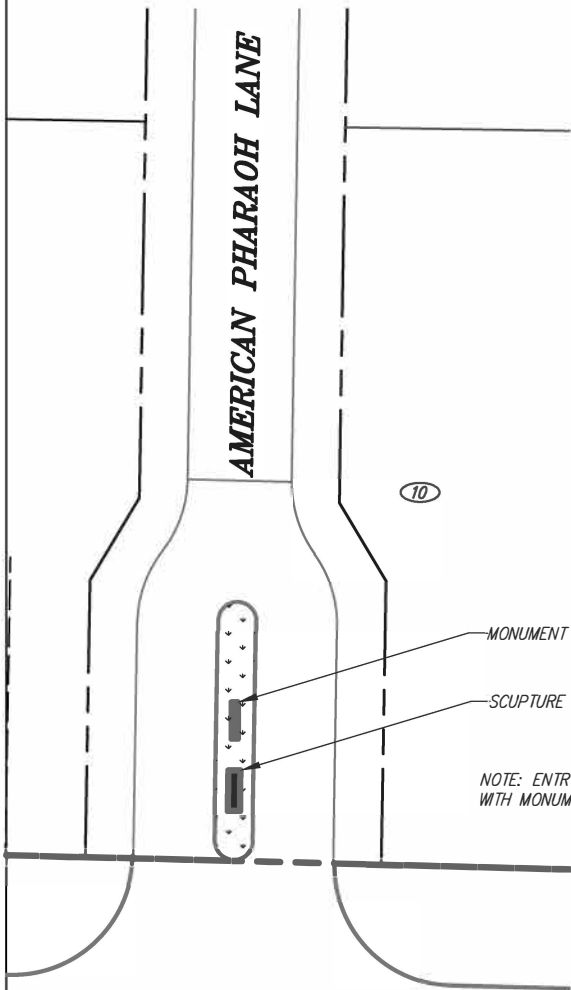 AMERICAN PHARAOH LANE
10
MONUMENT
SCUPTURE
NOTE: ENTR
WITH MONUM